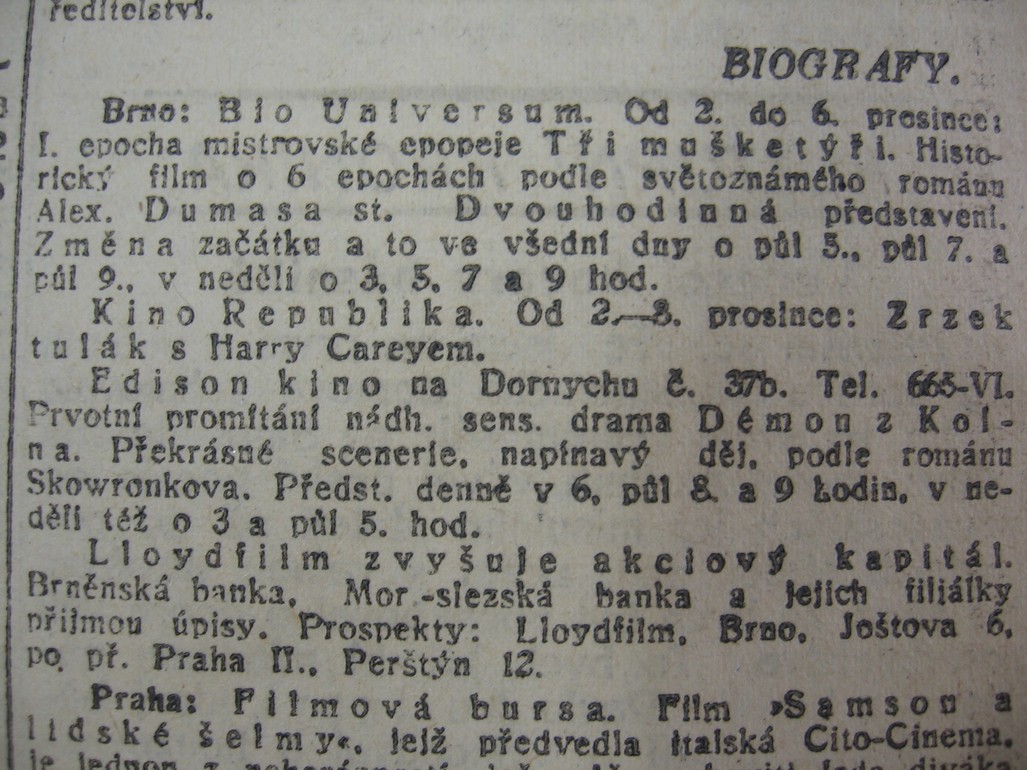 ředitelství.
BIOGRAFY.
Brno: Bio Universum. Od 2. do 6. prosince:
I. epocha mistrovské epopeje Tři mušketýři. Histo-
rický film o 6 epochách podle světoznámého románu
Alex. Dumasa st. Dvouhodinná představení.
Změna začátku a to ve všední dny o půl 5., půl 7. a
půl 9., v neděli o 3, 5, 7 a 9 hod.
Kino Republika. Od 2.—8. prosince: Zrzek
tulák s Harry Careyem.
Edison kino na Dornychu č. 37b. Tel. 665-VI.
Prvotní promítání nádh. sens. drama Démon z Kol-
na. Překrásné scenerie, napínavý děj, podle románu
Skowronkova. Předst. denně v 6, půl 8 a 9 hodin, v ne-
děli též o 3 a půl 5. hod.
Lloydfilm zvyšuje akciový kapitál.
Brněnská banka, Mor.-slezská banka a jejich filiálky
přijmou úpisy. Prospekty: Lloydfilm, Brno, Joštova 6,
po př. Praha II., Perštýn 12.
Praha: Filmová bursa. Film »Samson a
lidské šelmy«, jejž předvedla italská Cito-Cinema,
je jednou z